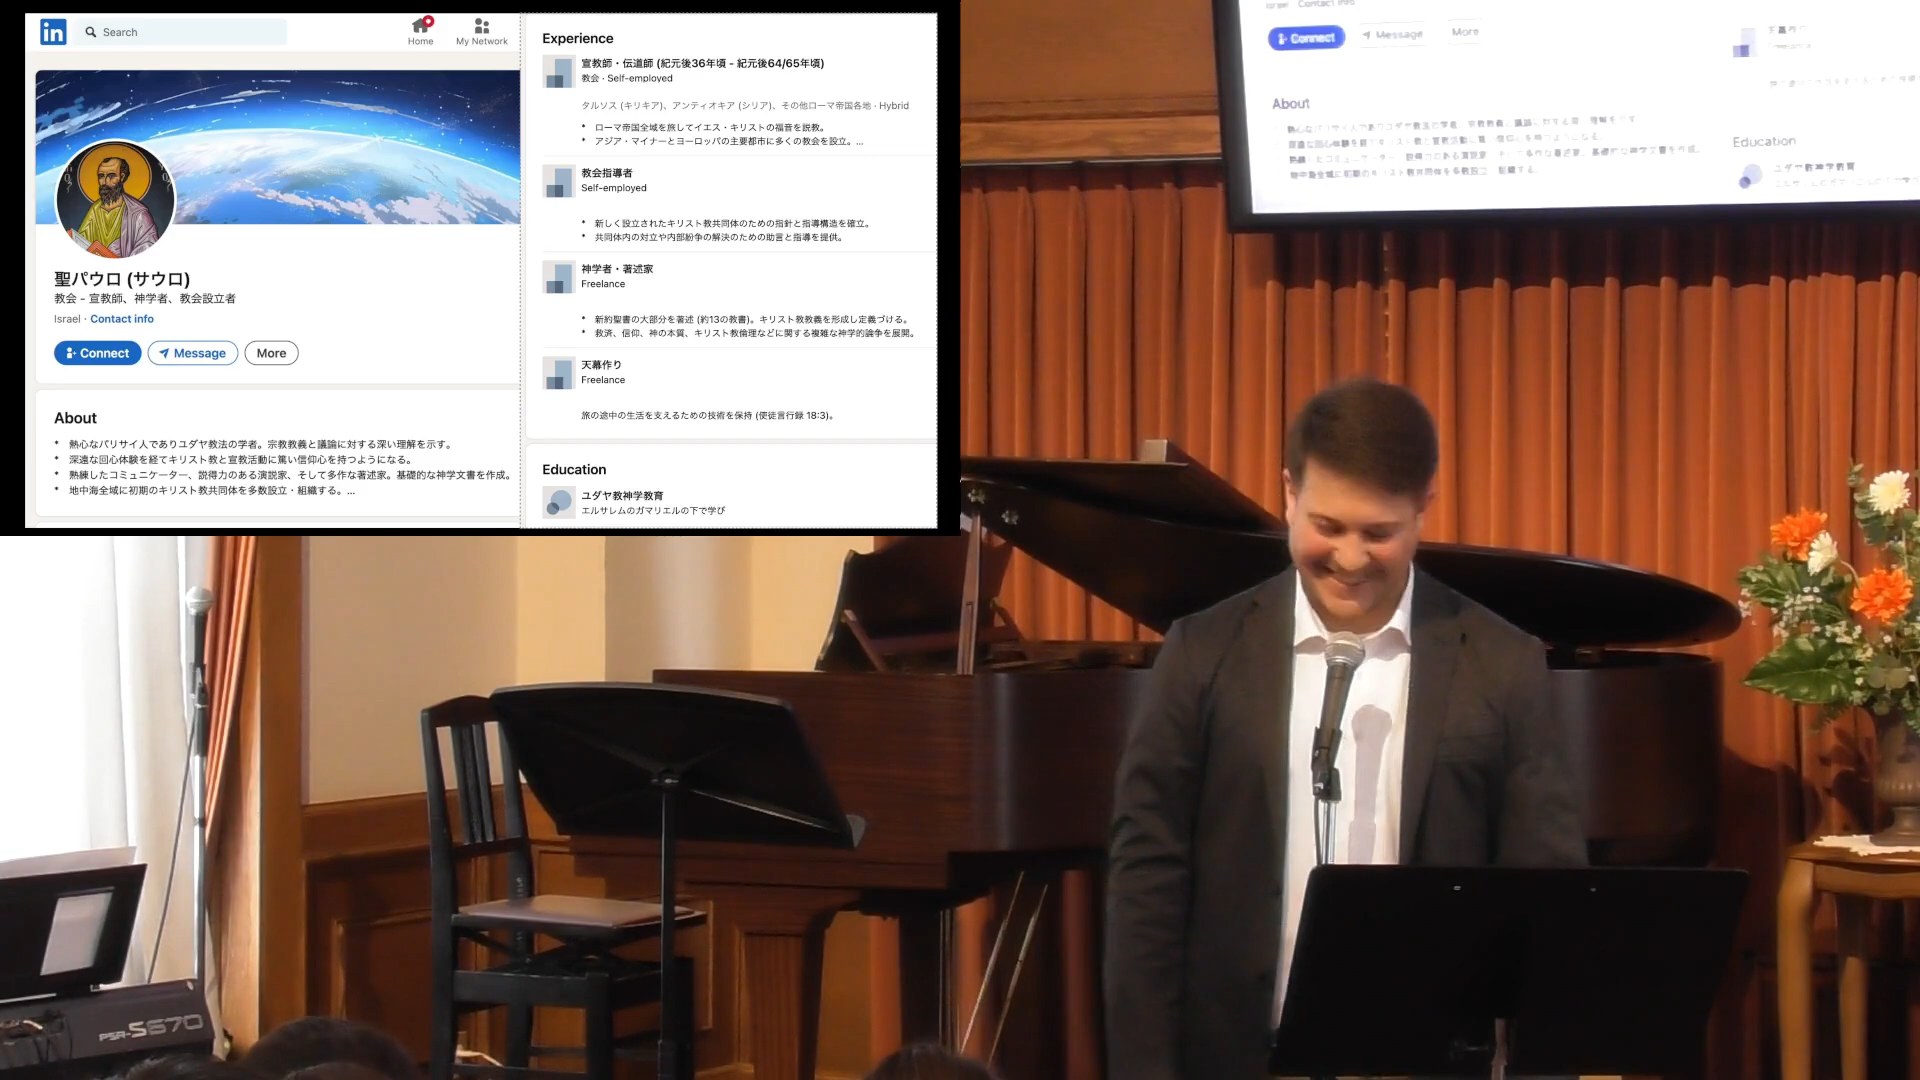 in
Search
Home
My Network
聖パウロ (サウロ)
教会 - 宣教師、神学者、教会設立者
Israel · Contact info
Connect
Message
More
About
• 熱心なパリサイ人でありユダヤ教法の学者。宗教教義と議論に対する深い理解を示す。
• 深遠な回心体験を経てキリスト教と宣教活動に篤い信仰心を持つようになる。
• 熟練したコミュニケーター、説得力のある演説家、そして多作な著述家。基礎的な神学文書を作成。
• 地中海全域に初期のキリスト教共同体を多数設立・組織する。...
Experience
宣教師・伝道師 (紀元後36年頃 - 紀元後64/65年頃)
教会 · Self-employed
タルソス (キリキア)、アンティオキア (シリア)、その他ローマ帝国各地 · Hybrid
• ローマ帝国全域を旅してイエス・キリストの福音を説教。
• アジア・マイナーとヨーロッパの主要都市に多くの教会を設立。...
教会指導者
Self-employed
• 新しく設立されたキリスト教共同体のための指針と指導構造を確立。
• 共同体内の対立や内部紛争の解決のための助言と指導を提供。
神学者・著述家
Freelance
• 新約聖書の大部分を著述 (約13の教書)。キリスト教教義を形成し定義づける。
• 救済、信仰、神の本質、キリスト教倫理などに関する複雑な神学的論争を展開。
天幕作り
Freelance
旅の途中の生活を支えるための技術を保持 (使徒言行録 18:3)。
Education
ユダヤ教神学教育
エルサレムのガマリエルの下で学び
Israel Contact info
Connect
Message
More
About
Education
ユダヤ教神学教育
PSR-S670